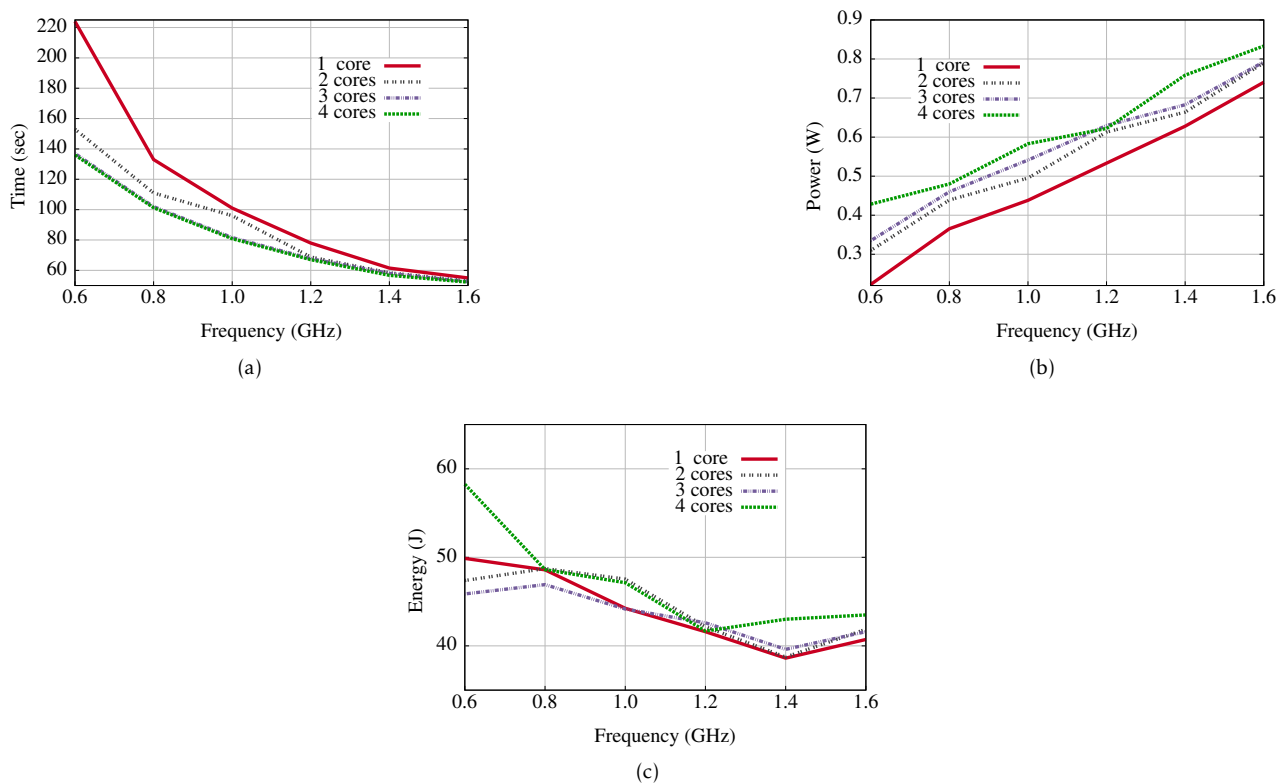 220
200
180
160
140
120
100
80
60
Time (sec)
1 core
2 cores
3 cores
4 cores
0.6 0.8 1.0 1.2 1.4 1.6
Frequency (GHz)
(a)
0.9
0.8
0.7
0.6
0.5
0.4
0.3
Power (W)
1 core
2 cores
3 cores
4 cores
0.6 0.8 1.0 1.2 1.4 1.6
Frequency (GHz)
(b)
60
50
40
Energy (J)
1 core
2 cores
3 cores
4 cores
0.6 0.8 1.0 1.2 1.4 1.6
Frequency (GHz)
(c)